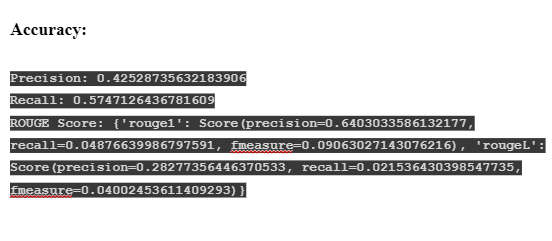 Accuracy:
Precision: 0.42528735632183906
Recall: 0.5747126436781609
ROUGE Score: {'rouge1': Score(precision=0.6403033586132177,
recall=0.04876639986797591, fmeasure=0.09063027143076216), 'rougeL':
Score(precision=0.28277356446370533, recall=0.021536430398547735,
fmeasure=0.04002453611409293)}